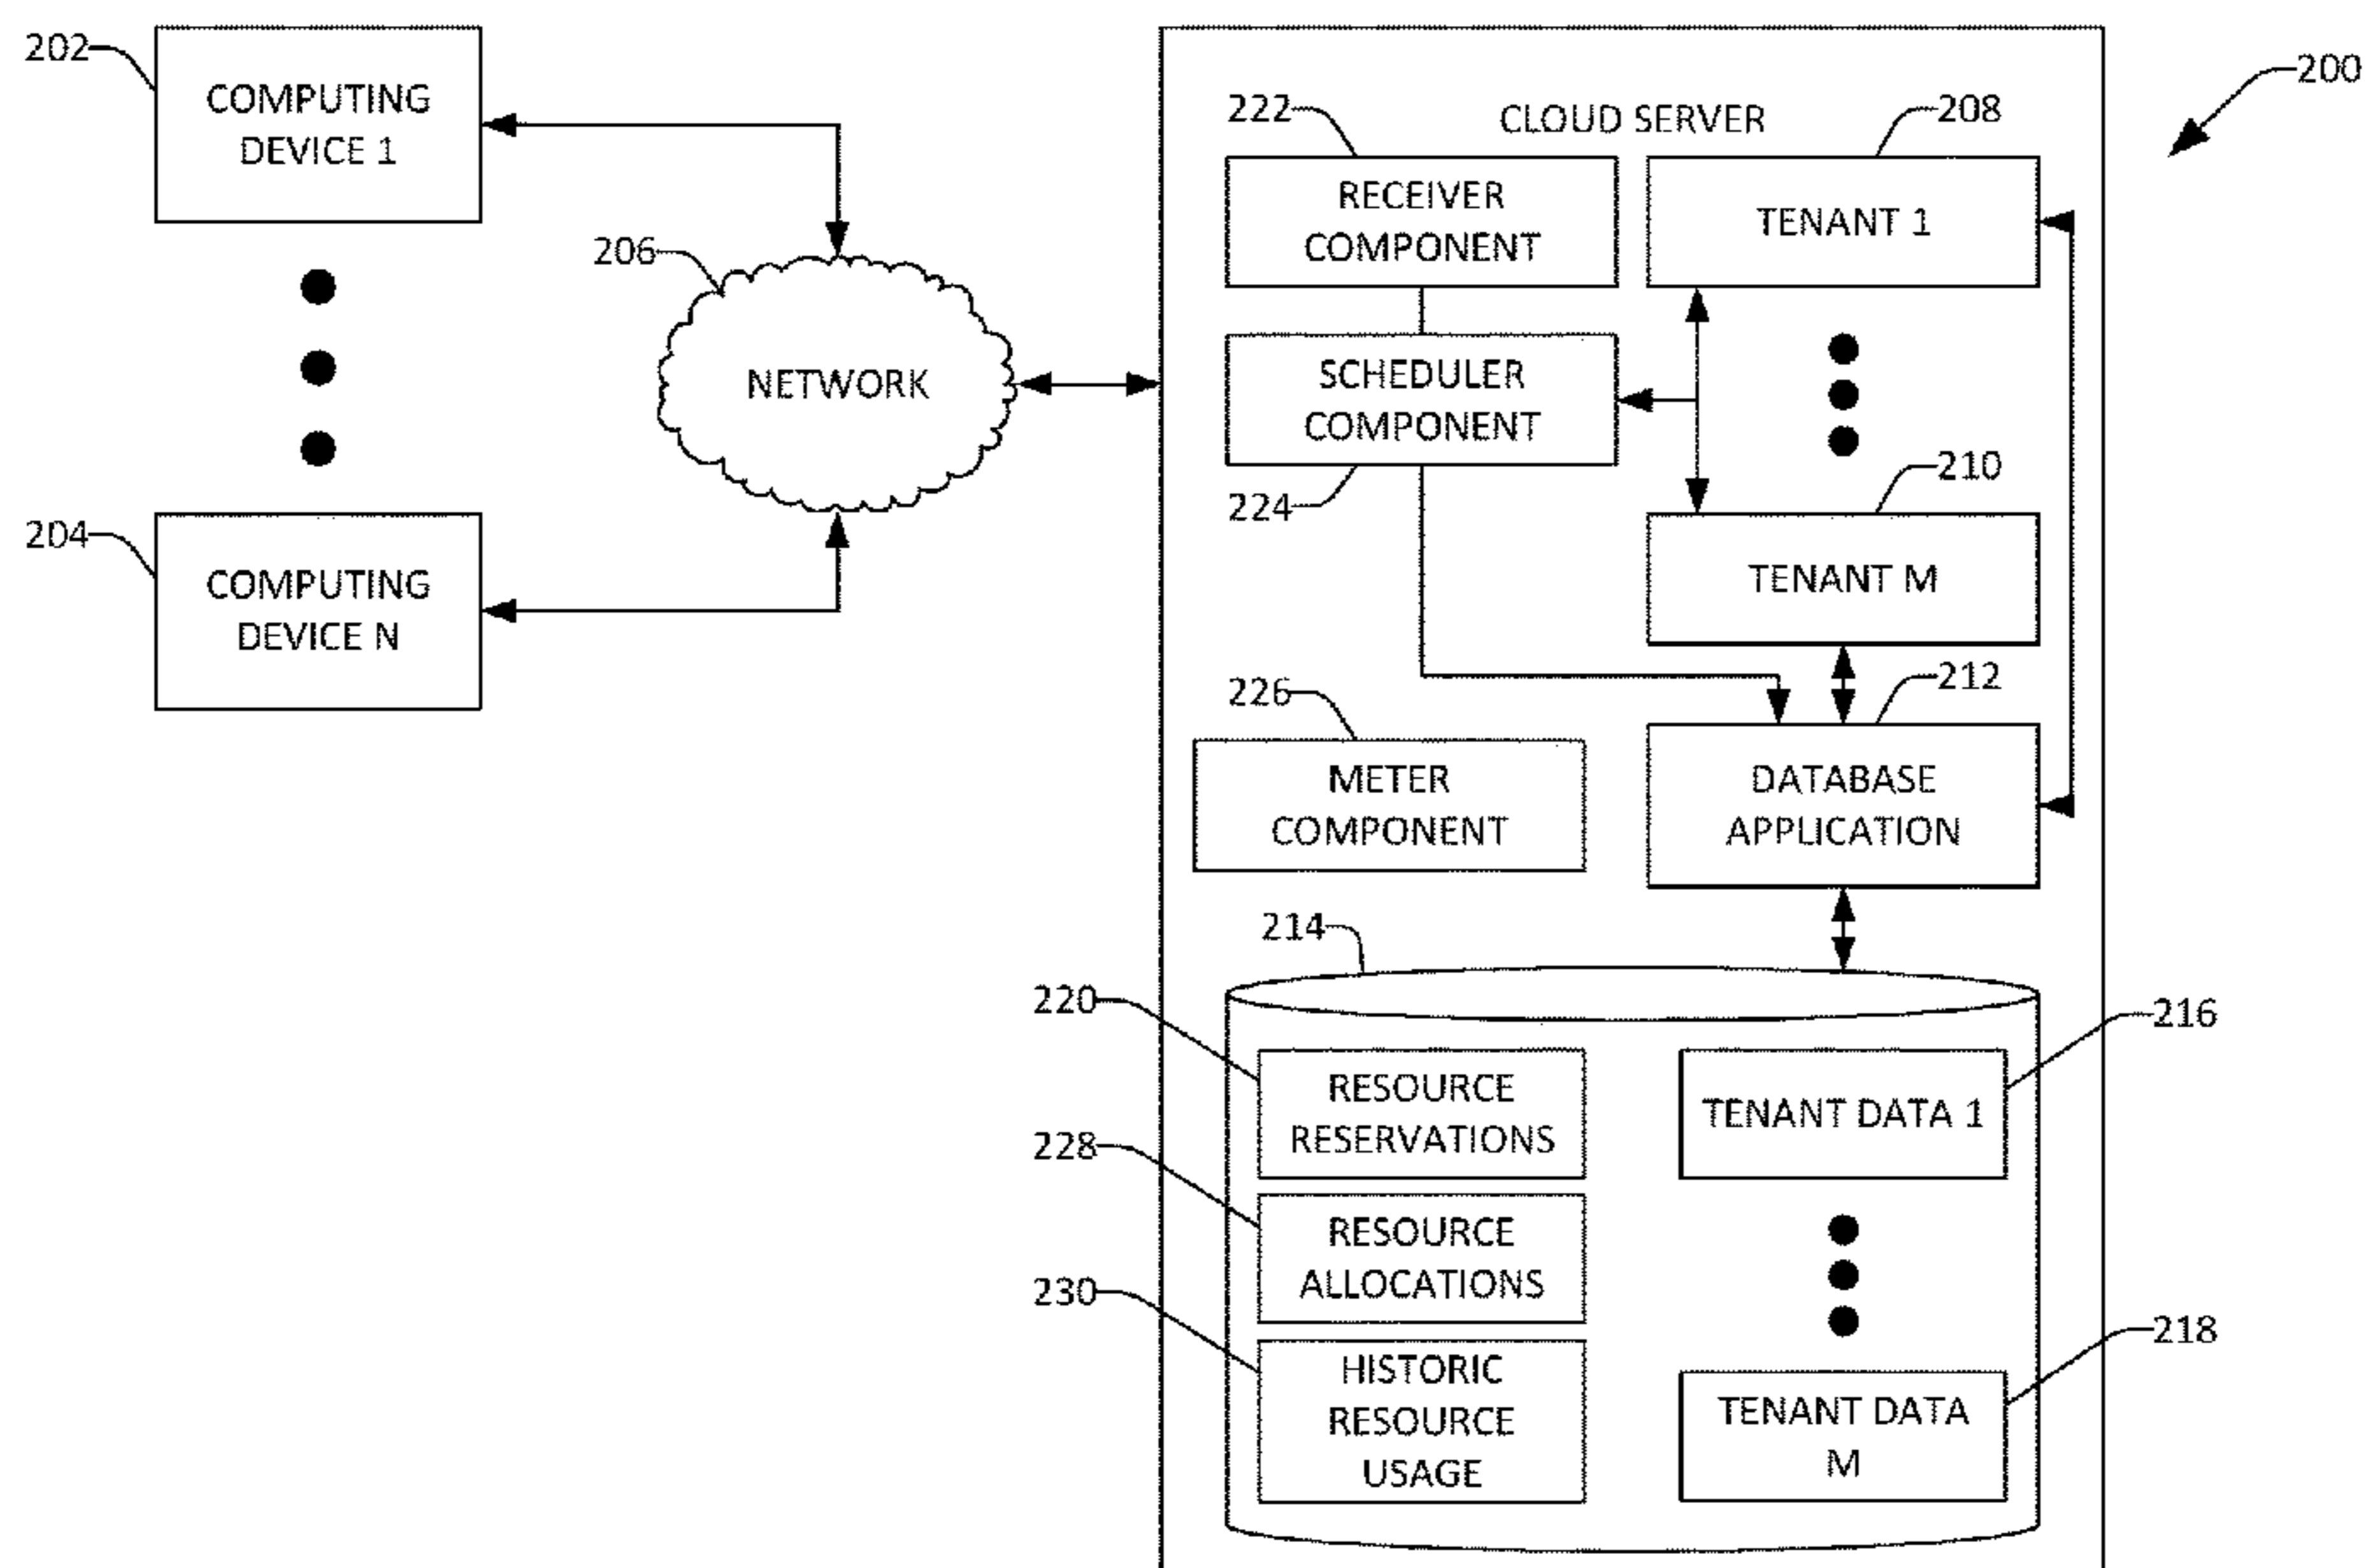 202
COMPUTING
DEVICE 1
204
COMPUTING
DEVICE N
206
NETWORK
200
CLOUD SERVER
222
RECEIVER
COMPONENT
208
TENANT 1
SCHEDULER
COMPONENT
224
210
TENANT M
226
METER
COMPONENT
212
DATABASE
APPLICATION
214
220
RESOURCE
RESERVATIONS
216
TENANT DATA 1
228
RESOURCE
ALLOCATIONS
230
HISTORIC
RESOURCE
USAGE
218
TENANT DATA
M